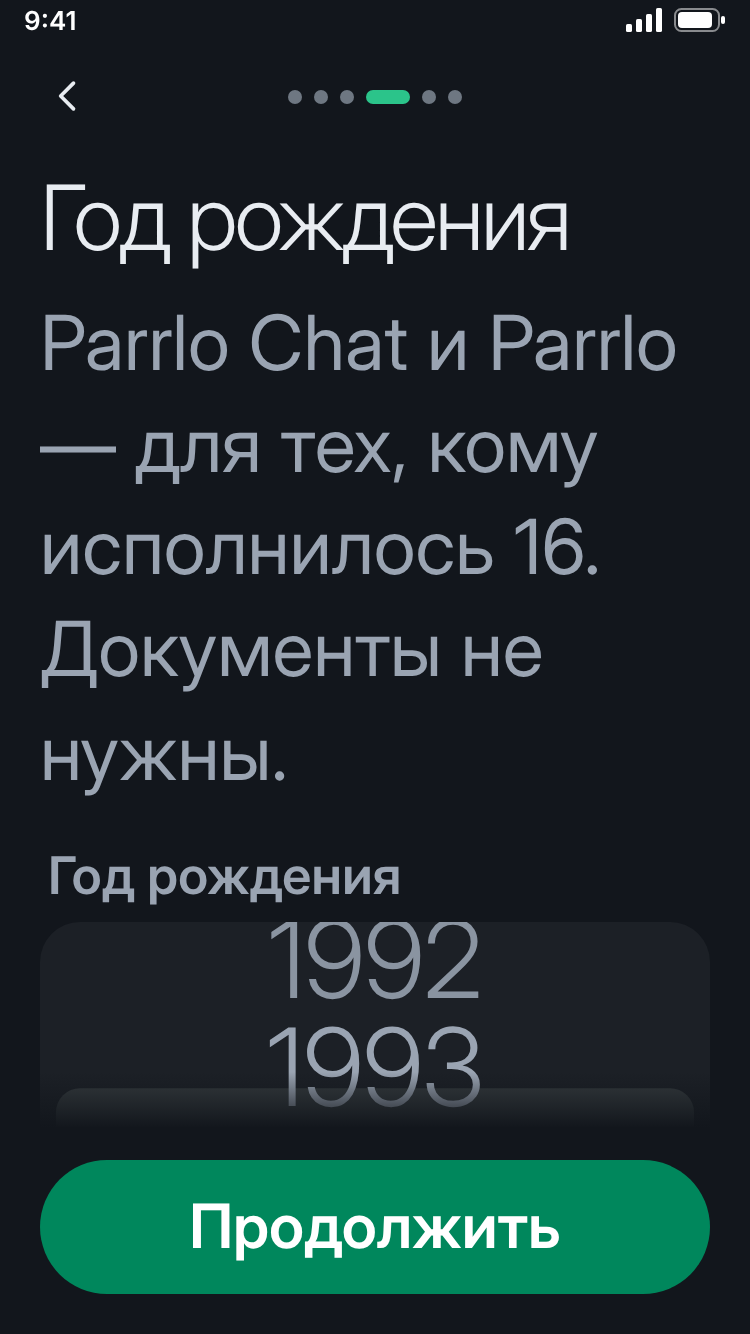 9:41
Год рождения
Parrlo Chat и Parrlo
— для тех, кому
исполнилось 16.
Документы не
нужны.
Год рождения
1992
1993
Продолжить